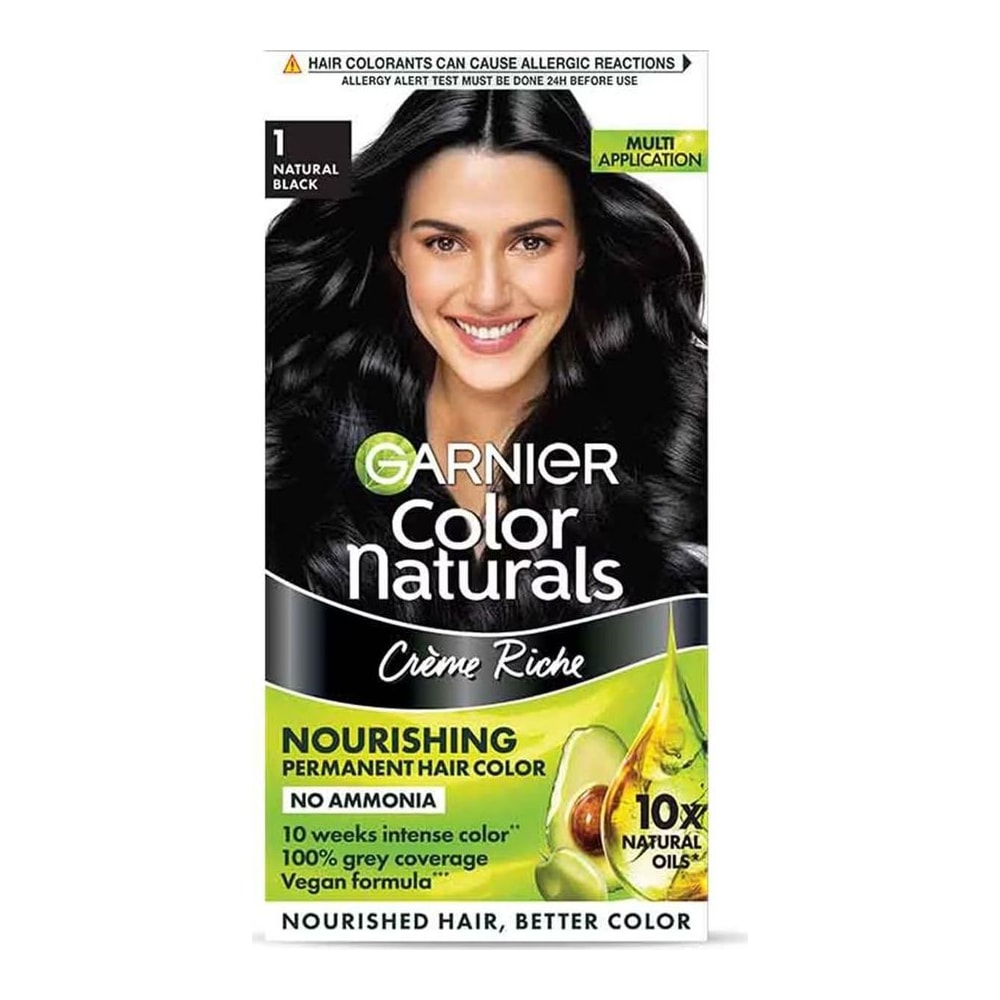 HAIR COLORANTS CAN CAUSE ALLERGIC REACTIONS
ALLERGY ALERT TEST MUST BE DONE 24H BEFORE USE
1
NATURAL
BLACK
MULTI
APPLICATION
GARNIER
Color
Naturals
Crème Riche
NOURISHING
PERMANENT HAIR COLOR
NO AMMONIA
10 weeks intense color**
100% grey coverage
Vegan formula***
10x
NATURAL
OILS*
NOURISHED HAIR, BETTER COLOR